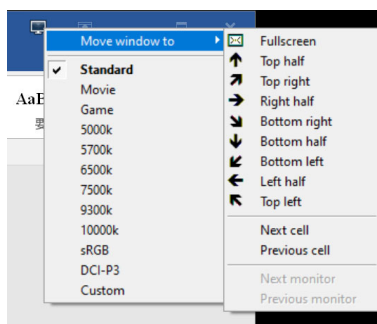 Move window to
Standard
Movie
Game
5000k
5700k
6500k
7500k
9300k
10000k
sRGB
DCI-P3
Custom
Fullscreen
Top half
Top right
Right half
Bottom right
Bottom half
Bottom left
Left half
Top left
Next cell
Previous cell
Next monitor
Previous monitor
AaB
要